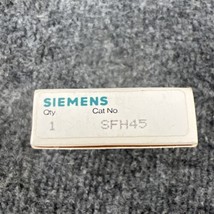 SIEMENS
Qty Cat No
1 SFH45